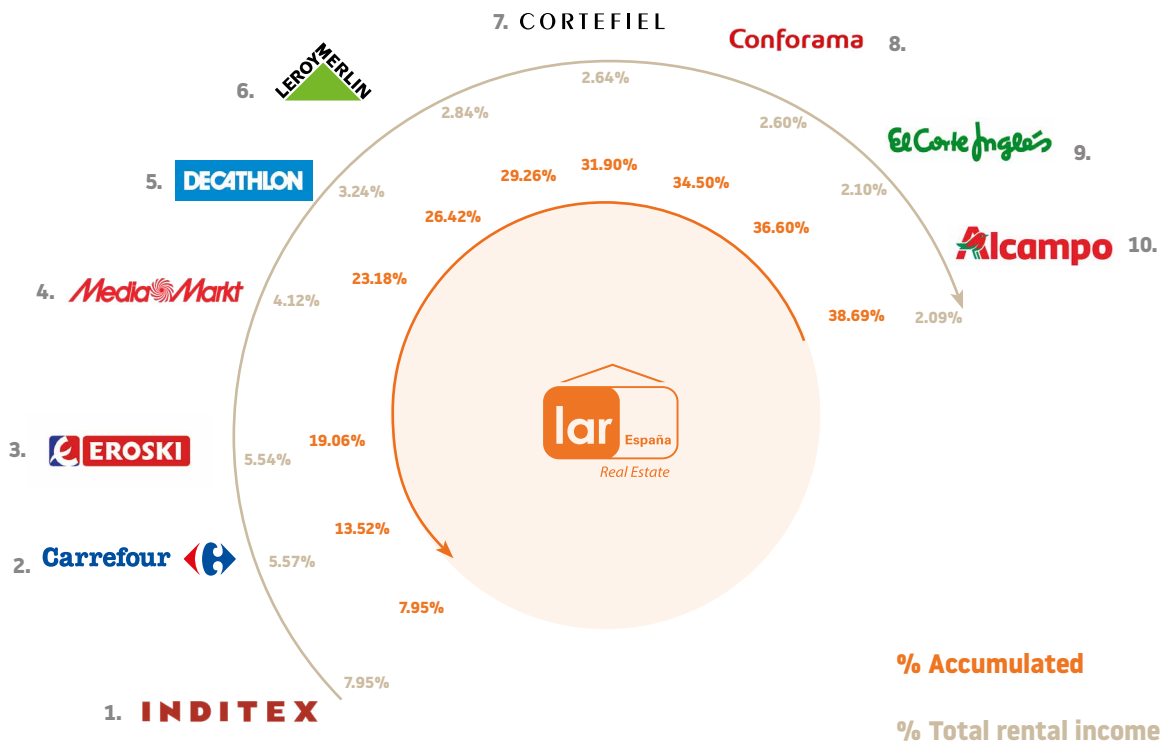 7. CORTEFIEL
Conforama 8.
6. LEROY MERLIN
2.64%
2.84%
2.60%
El Corte Inglés 9.
5. DECATHLON
3.24%
29.26%
31.90%
34.50%
2.10%
26.42%
36.60%
Alcampo 10.
4. MediaMarkt
4.12%
23.18%
38.69%
2.09%
lar
España
Real Estate
3. EROSKI
5.54%
19.06%
13.52%
2. Carrefour
5.57%
7.95%
% Accumulated
7.95%
1. INDITEX
% Total rental income